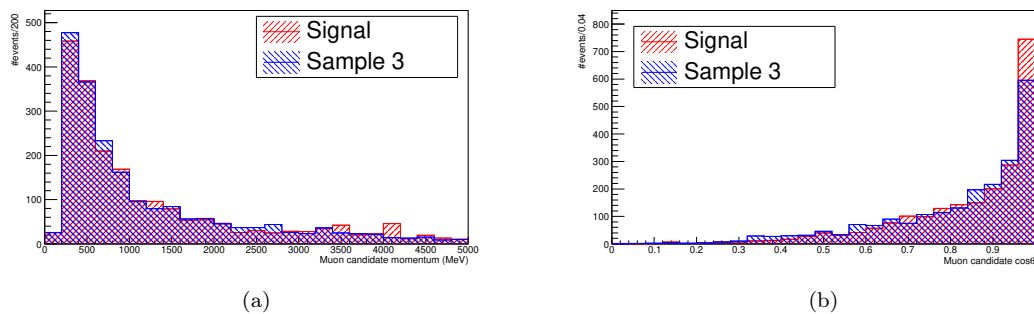 #events/200
500
400
300
200
100
0
Signal
Sample 3
0 500 1000 1500 2000 2500 3000 3500 4000 4500 5000
Muon candidate momentum (MeV)
(a)
#events/0.04
800
700
600
500
400
300
200
100
0
Signal
Sample 3
0 0.1 0.2 0.3 0.4 0.5 0.6 0.7 0.8 0.9
Muon candidate cosθ
(b)